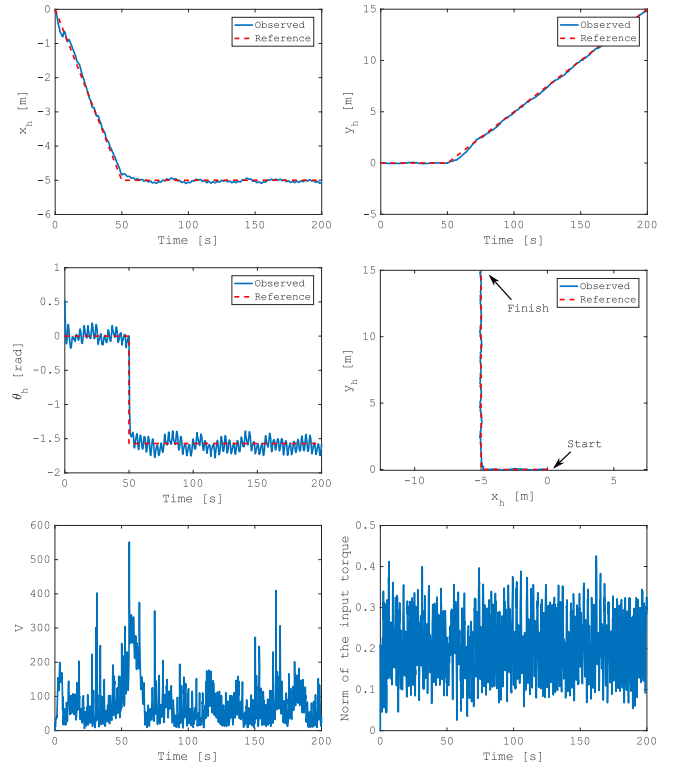 0
-1
-2
-3
-4
-5
-6
x_h [m]
Observed
Reference
0 50 100 150 200
Time [s]
15
10
5
0
-5
y_h [m]
Observed
Reference
0 50 100 150 200
Time [s]
1
0.5
0
-0.5
-1
-1.5
-2
θ_h [rad]
Observed
Reference
0 50 100 150 200
Time [s]
15
10
5
0
y_h [m]
Observed
Reference
Finish
Start
-10 -5 0 5
x_h [m]
600
500
400
300
200
100
0
V
0 50 100 150 200
Time [s]
0.5
0.4
0.3
0.2
0.1
0
Norm of the input torque
0 50 100 150 200
Time [s]